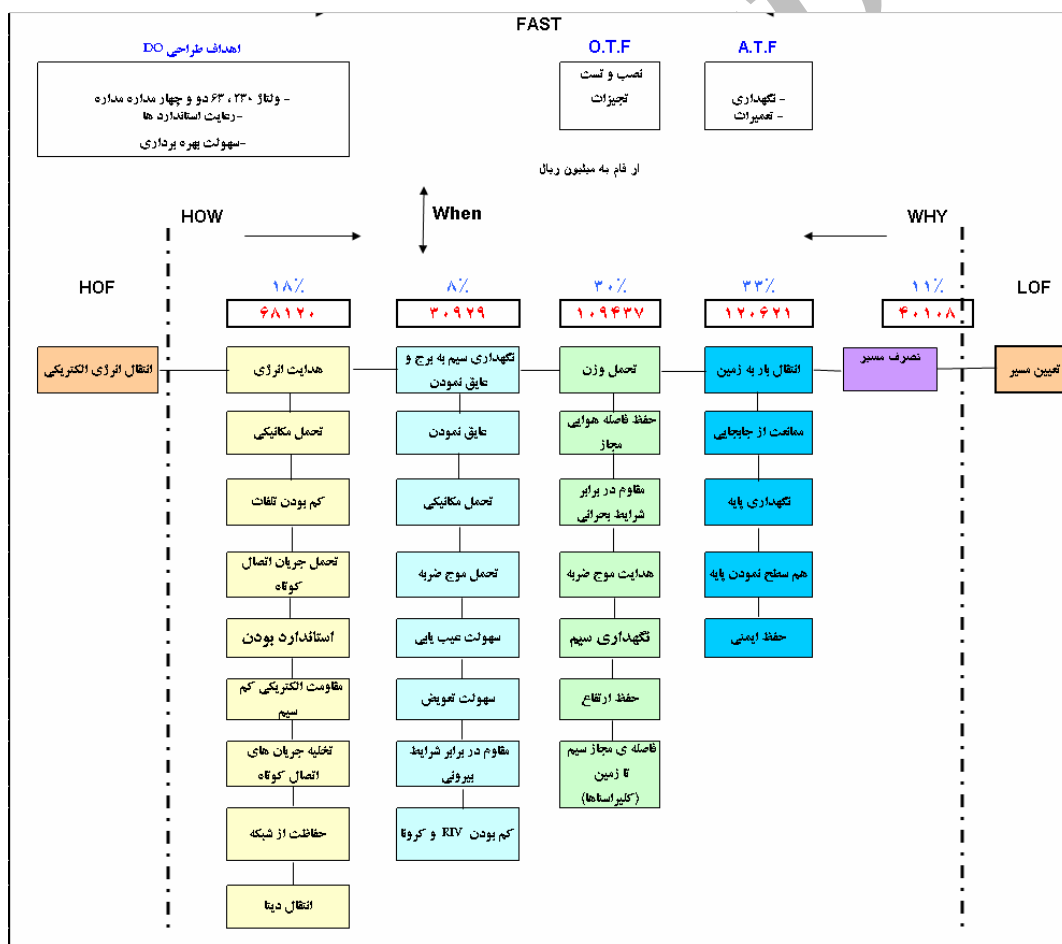 FAST
اهداف طراحی DO
O.T.F
A.T.F
- ولتاژ ۲۳۰ ، ۶۳ دو و چهار مداره مداره
-رعایت استاندارد ها
-سهولت بهره برداری
نصب و تست
تجیزات
- نگهداری
- تعمیرات
ار قام به میلیون ریال
When
HOW
WHY
HOF
۱۸٪
۸٪
۳۰٪
۳۳٪
۱۱٪
LOF
۶۸۱۲۰
۳۰۹۲۹
۱۰۹۴۳۷
۱۲۰۶۲۱
۴۰۱۰۸
انتقال انرژی الکتریکی
هدایت انرژی
نگهداری سیم به برج و
عایق نمودن
تحمل وزن
انتقال بار به زمین
نصرف مسیر
تعیین مسیر
تحمل مکانیکی
عایق نمودن
حفظ فاصله هوایی
مجاز
ممانعت از جابجایی
کم بودن تلفات
تحمل مکانیکی
مقاوم در برابر
شرایط بحرانی
نگهداری پایه
تحمل جریان اتصال
کوتاه
تحمل موج ضربه
هدایت موج ضربه
هم سطح نمودن پایه
استاندارد بودن
سهولت عیب یابی
نگهداری سیم
حفظ ایمنی
مقاومت الکتریکی کم
سیم
سهولت تعویض
حفظ ارتفاع
تخلیه جریان های
اتصال کوتاه
مقاوم در برابر شرایط
بیرونی
فاصله ی مجاز سیم
تا زمین
(کلیراسناها)
حفاظت از شبکه
کم بودن RIV و کرونا
انتقال دیتا